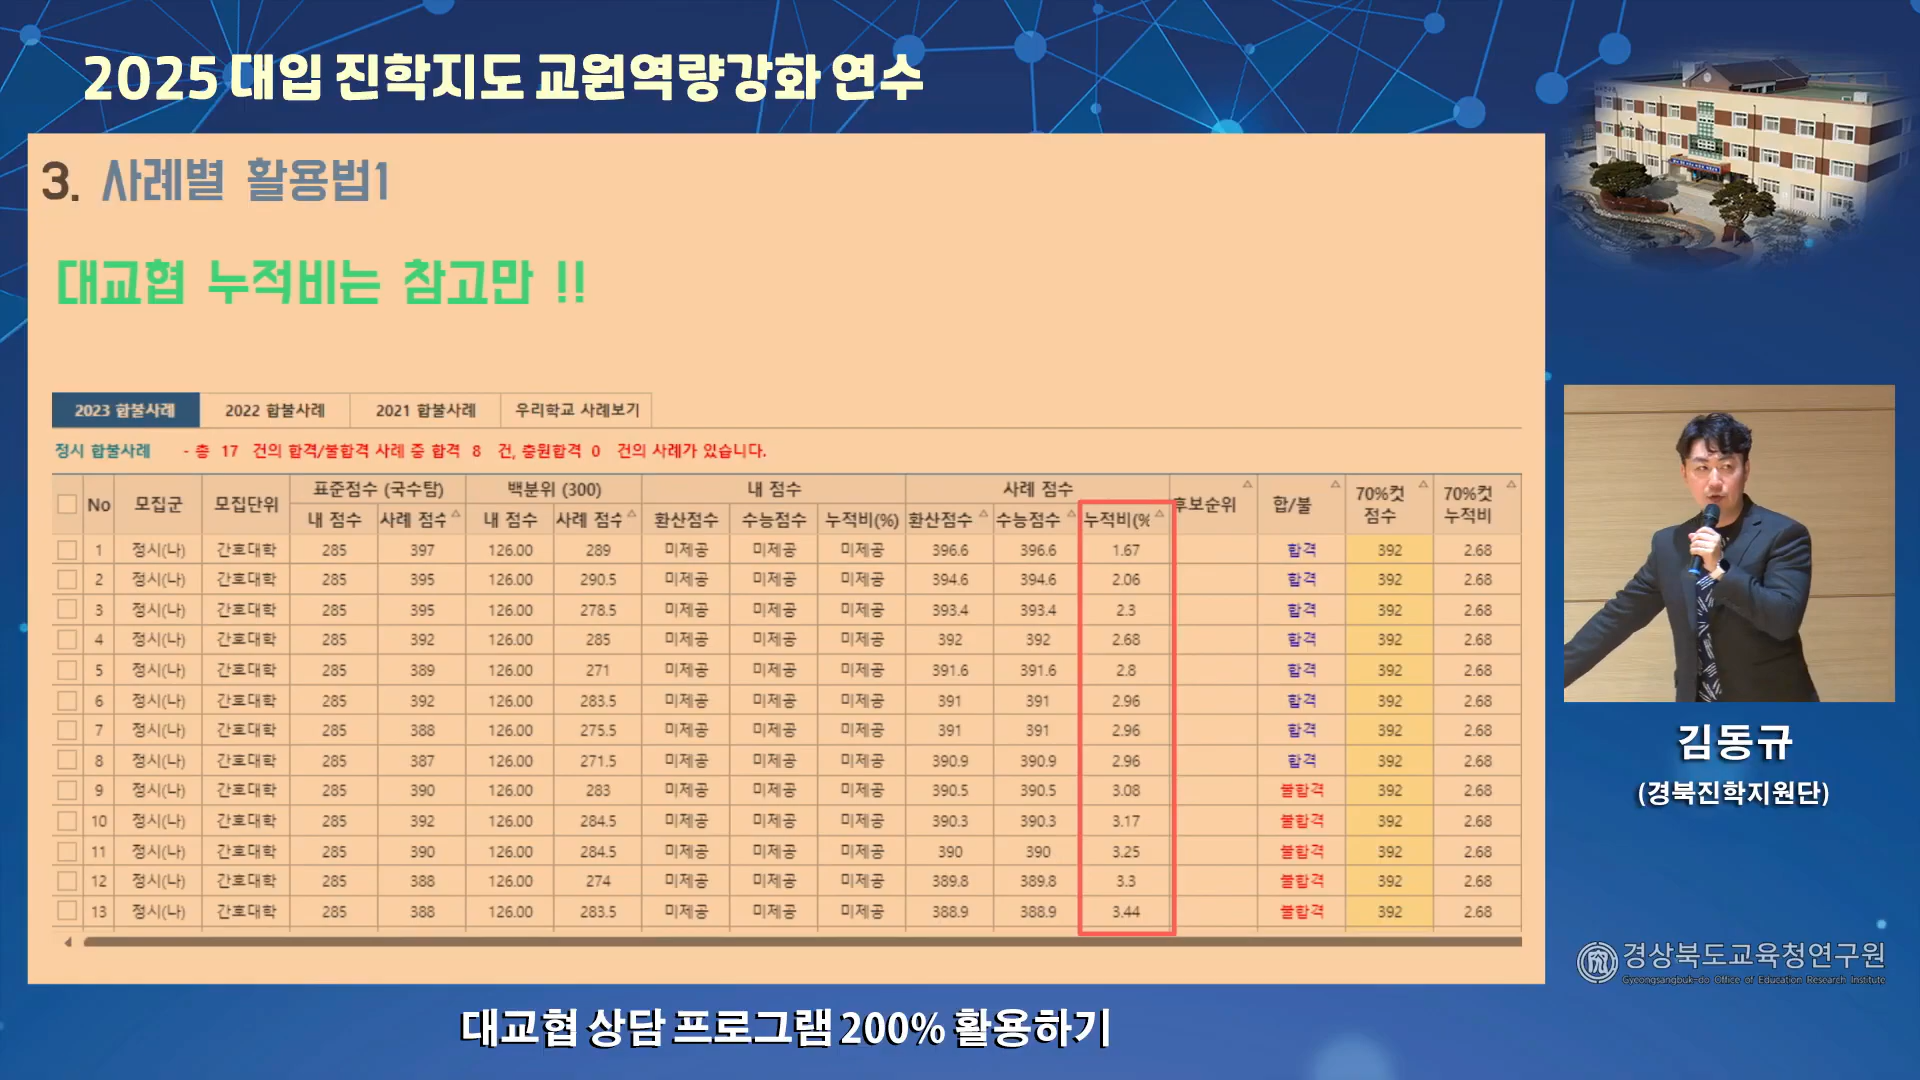 2025 대입 진학지도 교원역량강화 연수
3. 사례별 활용법1
대교협 누적비는 참고만 !!
2023 합불사례 2022 합불사례 2021 합불사례 우리학교 사례보기
정시 합불사례 - 총 17 건의 합격/불합격 사례 중 합격 8 건, 충원합격 0 건의 사례가 있습니다.
No 모집군 모집단위 표준점수 (국수탐) 백분위 (300) 내 점수 사례 점수 후보순위 합/불 70%컷 점수 70%컷 누적비
내 점수 사례 점수 내 점수 사례 점수 환산점수 수능점수 누적비(%) 환산점수 수능점수 누적비(%
1 정시(나) 간호대학 285 397 126.00 289 미제공 미제공 미제공 396.6 396.6 1.67 합격 392 2.68
2 정시(나) 간호대학 285 395 126.00 290.5 미제공 미제공 미제공 394.6 394.6 2.06 합격 392 2.68
3 정시(나) 간호대학 285 395 126.00 278.5 미제공 미제공 미제공 393.4 393.4 2.3 합격 392 2.68
4 정시(나) 간호대학 285 392 126.00 285 미제공 미제공 미제공 392 392 2.68 합격 392 2.68
5 정시(나) 간호대학 285 389 126.00 271 미제공 미제공 미제공 391.6 391.6 2.8 합격 392 2.68
6 정시(나) 간호대학 285 392 126.00 283.5 미제공 미제공 미제공 391 391 2.96 합격 392 2.68
7 정시(나) 간호대학 285 388 126.00 275.5 미제공 미제공 미제공 391 391 2.96 합격 392 2.68
8 정시(나) 간호대학 285 387 126.00 271.5 미제공 미제공 미제공 390.9 390.9 2.96 합격 392 2.68
9 정시(나) 간호대학 285 390 126.00 283 미제공 미제공 미제공 390.5 390.5 3.08 불합격 392 2.68
10 정시(나) 간호대학 285 392 126.00 284.5 미제공 미제공 미제공 390.3 390.3 3.17 불합격 392 2.68
11 정시(나) 간호대학 285 390 126.00 284.5 미제공 미제공 미제공 390 390 3.25 불합격 392 2.68
12 정시(나) 간호대학 285 388 126.00 274 미제공 미제공 미제공 389.8 389.8 3.3 불합격 392 2.68
13 정시(나) 간호대학 285 388 126.00 283.5 미제공 미제공 미제공 388.9 388.9 3.44 불합격 392 2.68
김동규
(경북진학지원단)
경상북도교육청연구원
Gyeongsangbuk-do Office of Education Research Institute
대교협 상담 프로그램 200% 활용하기